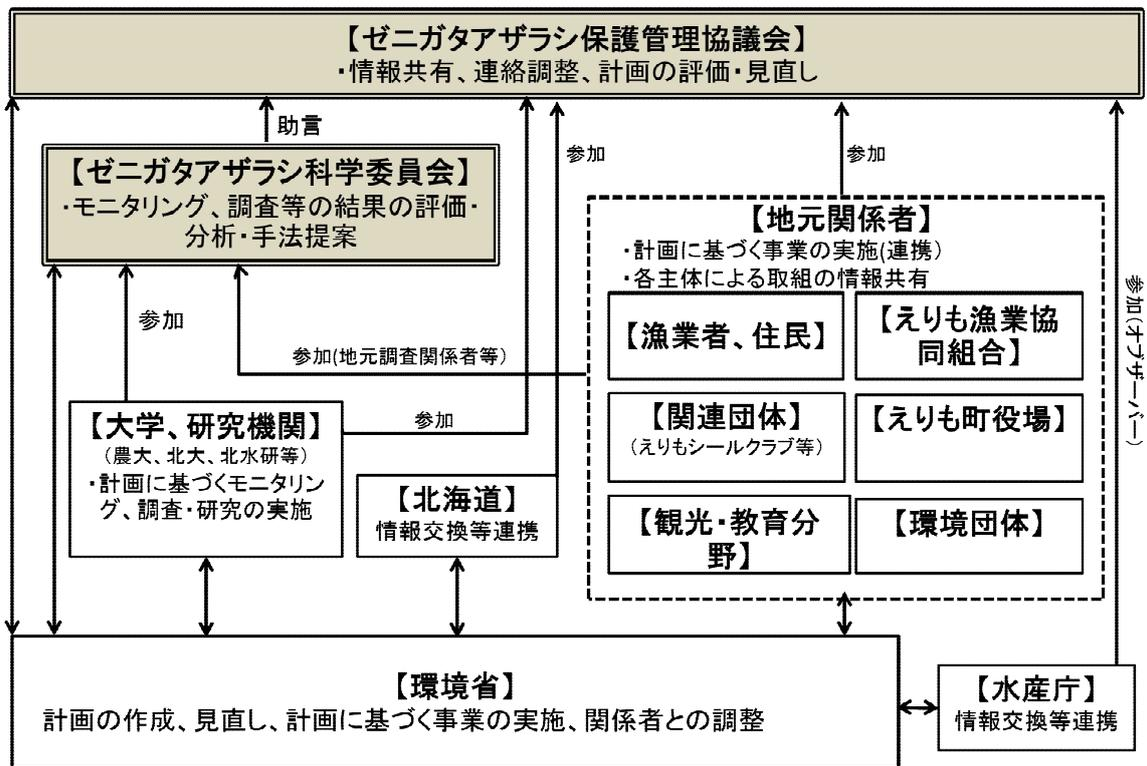 【ゼニガタアザラシ保護管理協議会】
・情報共有、連絡調整、計画の評価・見直し
助言
参加
参加
【ゼニガタアザラシ科学委員会】
・モニタリング、調査等の結果の評価・
分析・手法提案
【地元関係者】
・計画に基づく事業の実施(連携)
・各主体による取組の情報共有
【漁業者、住民】
【えりも漁業協
同組合】
【関連団体】
(えりもシールクラブ等)
【えりも町役場】
【観光・教育分
野】
【環境団体】
参加(オブザーバー)
参加
参加(地元調査関係者等)
【大学、研究機関】
(農大、北大、北水研等)
・計画に基づくモニタリン
グ、調査・研究の実施
参加
【北海道】
情報交換等連携
【環境省】
計画の作成、見直し、計画に基づく事業の実施、関係者との調整
【水産庁】
情報交換等連携